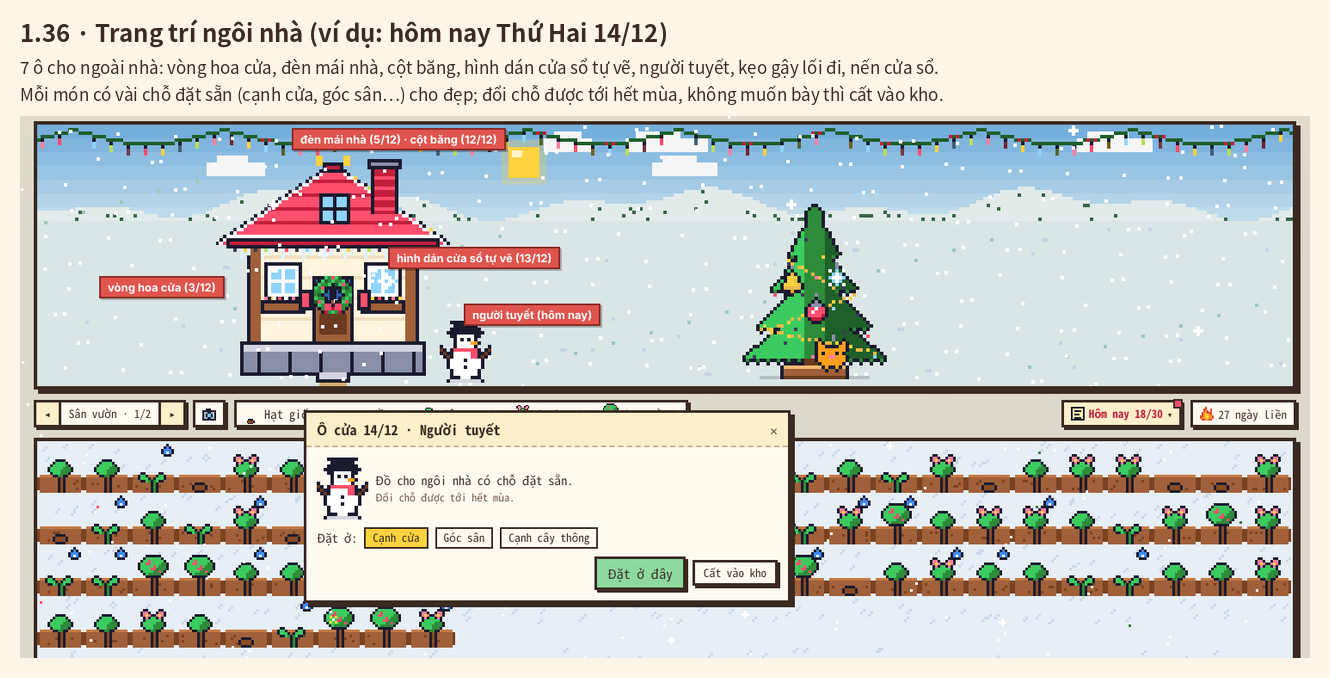 1.36 · Trang trí ngôi nhà (ví dụ: hôm nay Thứ Hai 14/12)
7 ô cho ngoài nhà: vòng hoa cửa, đèn mái nhà, cột băng, hình dán cửa sổ tự vẽ, người tuyết, kẹo gậy lối đi, nến cửa sổ.
Mỗi món có vài chỗ đặt sẵn (cạnh cửa, góc sân…) cho đẹp; đổi chỗ được tới hết mùa, không muốn bày thì cất vào kho.
đèn mái nhà (5/12) · cột băng (12/12)
hình dán cửa sổ tự vẽ (13/12)
vòng hoa cửa (3/12)
người tuyết (hôm nay)
◂ Sân vườn · 1/2 ▸
Hạt
Hôm nay 18/30 ▾
27 ngày liền
Ô cửa 14/12 · Người tuyết ×
Đồ cho ngôi nhà có chỗ đặt sẵn.
Đổi chỗ được tới hết mùa.
Đặt ở: Cạnh cửa Góc sân Cạnh cây thông
Đặt ở đây Cất vào kho